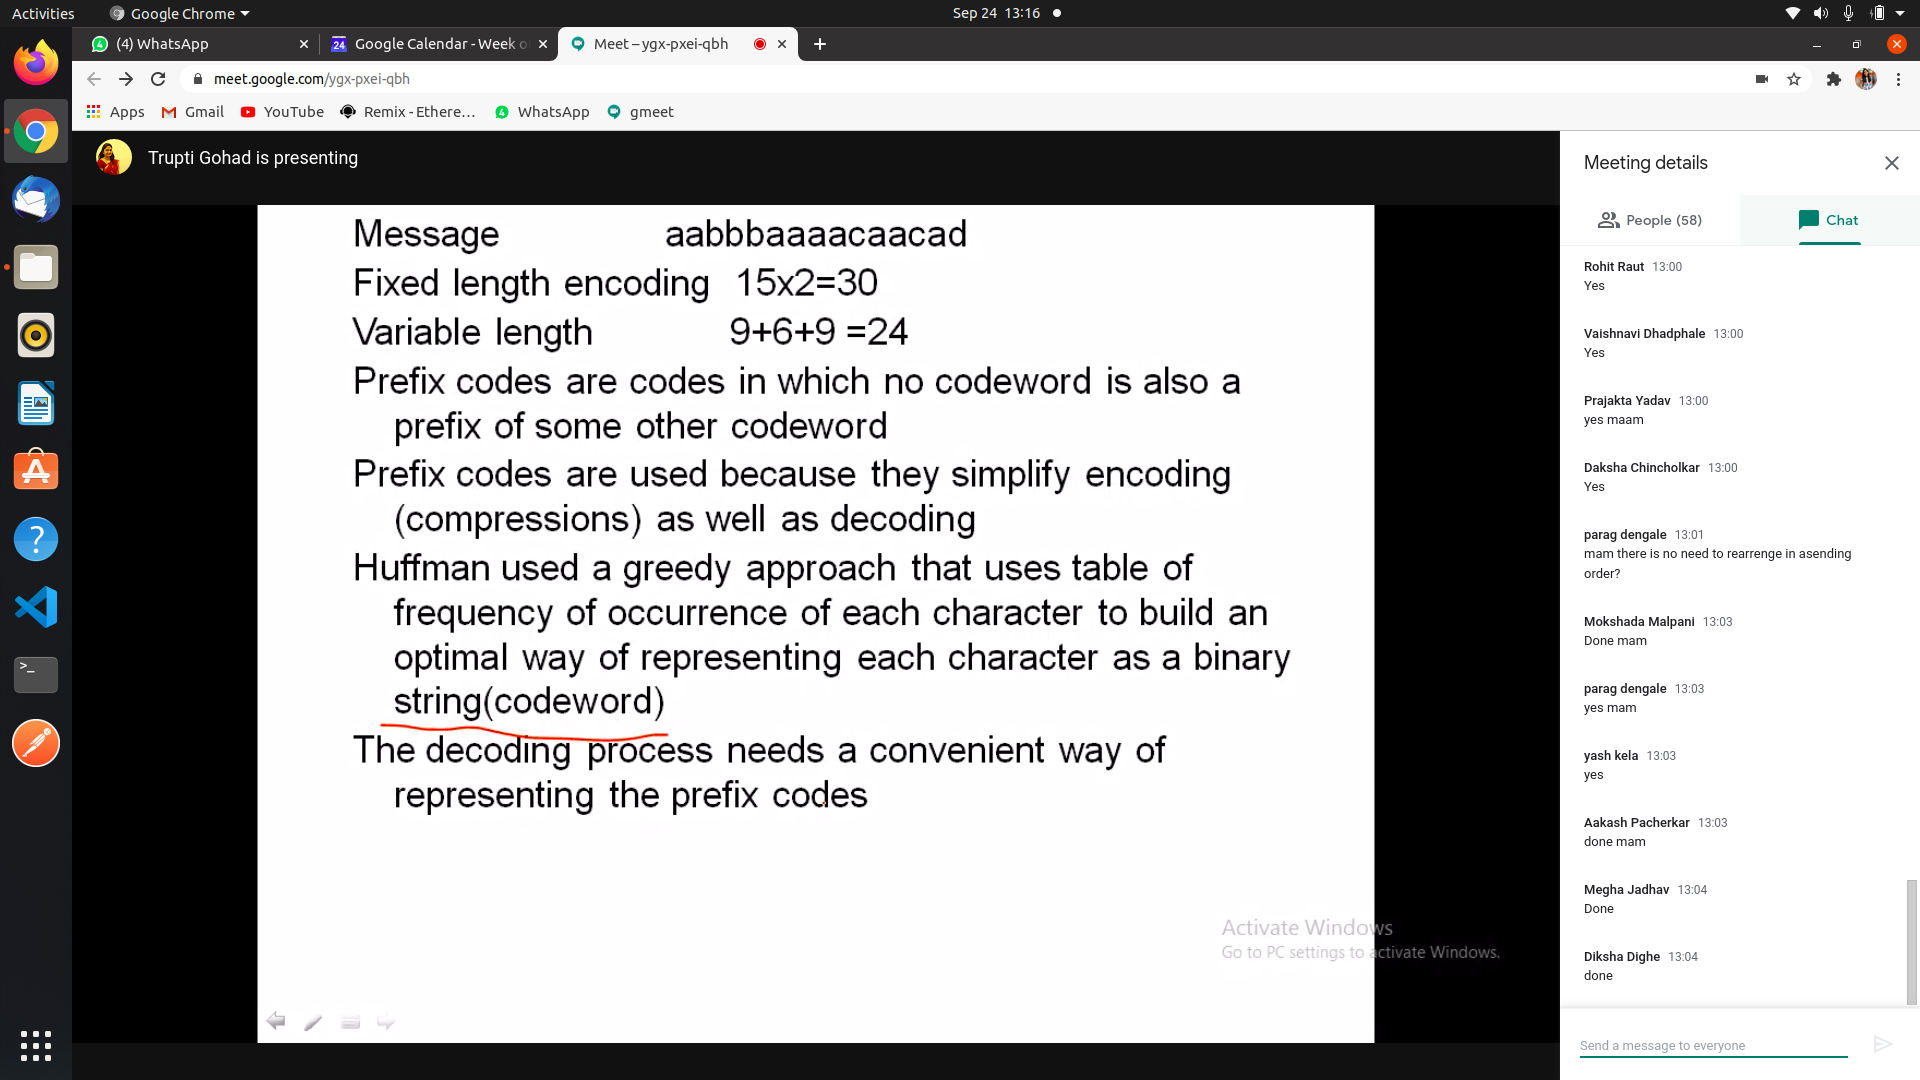 Activities
Google Chrome
Sep 24 13:16
(4) WhatsApp
24
Google Calendar - Week o
Meet – ygx-pxei-qbh
meet.google.com/ygx-pxei-qbh
Apps
Gmail
YouTube
Remix - Ethere...
4
WhatsApp
gmeet
Trupti Gohad is presenting
Message aabbbaaaacaacad
Fixed length encoding 15x2=30
Variable length 9+6+9 =24
Prefix codes are codes in which no codeword is also a
prefix of some other codeword
Prefix codes are used because they simplify encoding
(compressions) as well as decoding
Huffman used a greedy approach that uses table of
frequency of occurrence of each character to build an
optimal way of representing each character as a binary
string(codeword)
The decoding process needs a convenient way of
representing the prefix codes
Activate Windows
Go to PC settings to activate Windows.
Meeting details
People (58)
Chat
Rohit Raut 13:00
Yes
Vaishnavi Dhadphale 13:00
Yes
Prajakta Yadav 13:00
yes maam
Daksha Chincholkar 13:00
Yes
parag dengale 13:01
mam there is no need to rearrenge in asending
order?
Mokshada Malpani 13:03
Done mam
parag dengale 13:03
yes mam
yash kela 13:03
yes
Aakash Pacherkar 13:03
done mam
Megha Jadhav 13:04
Done
Diksha Dighe 13:04
done
Send a message to everyone